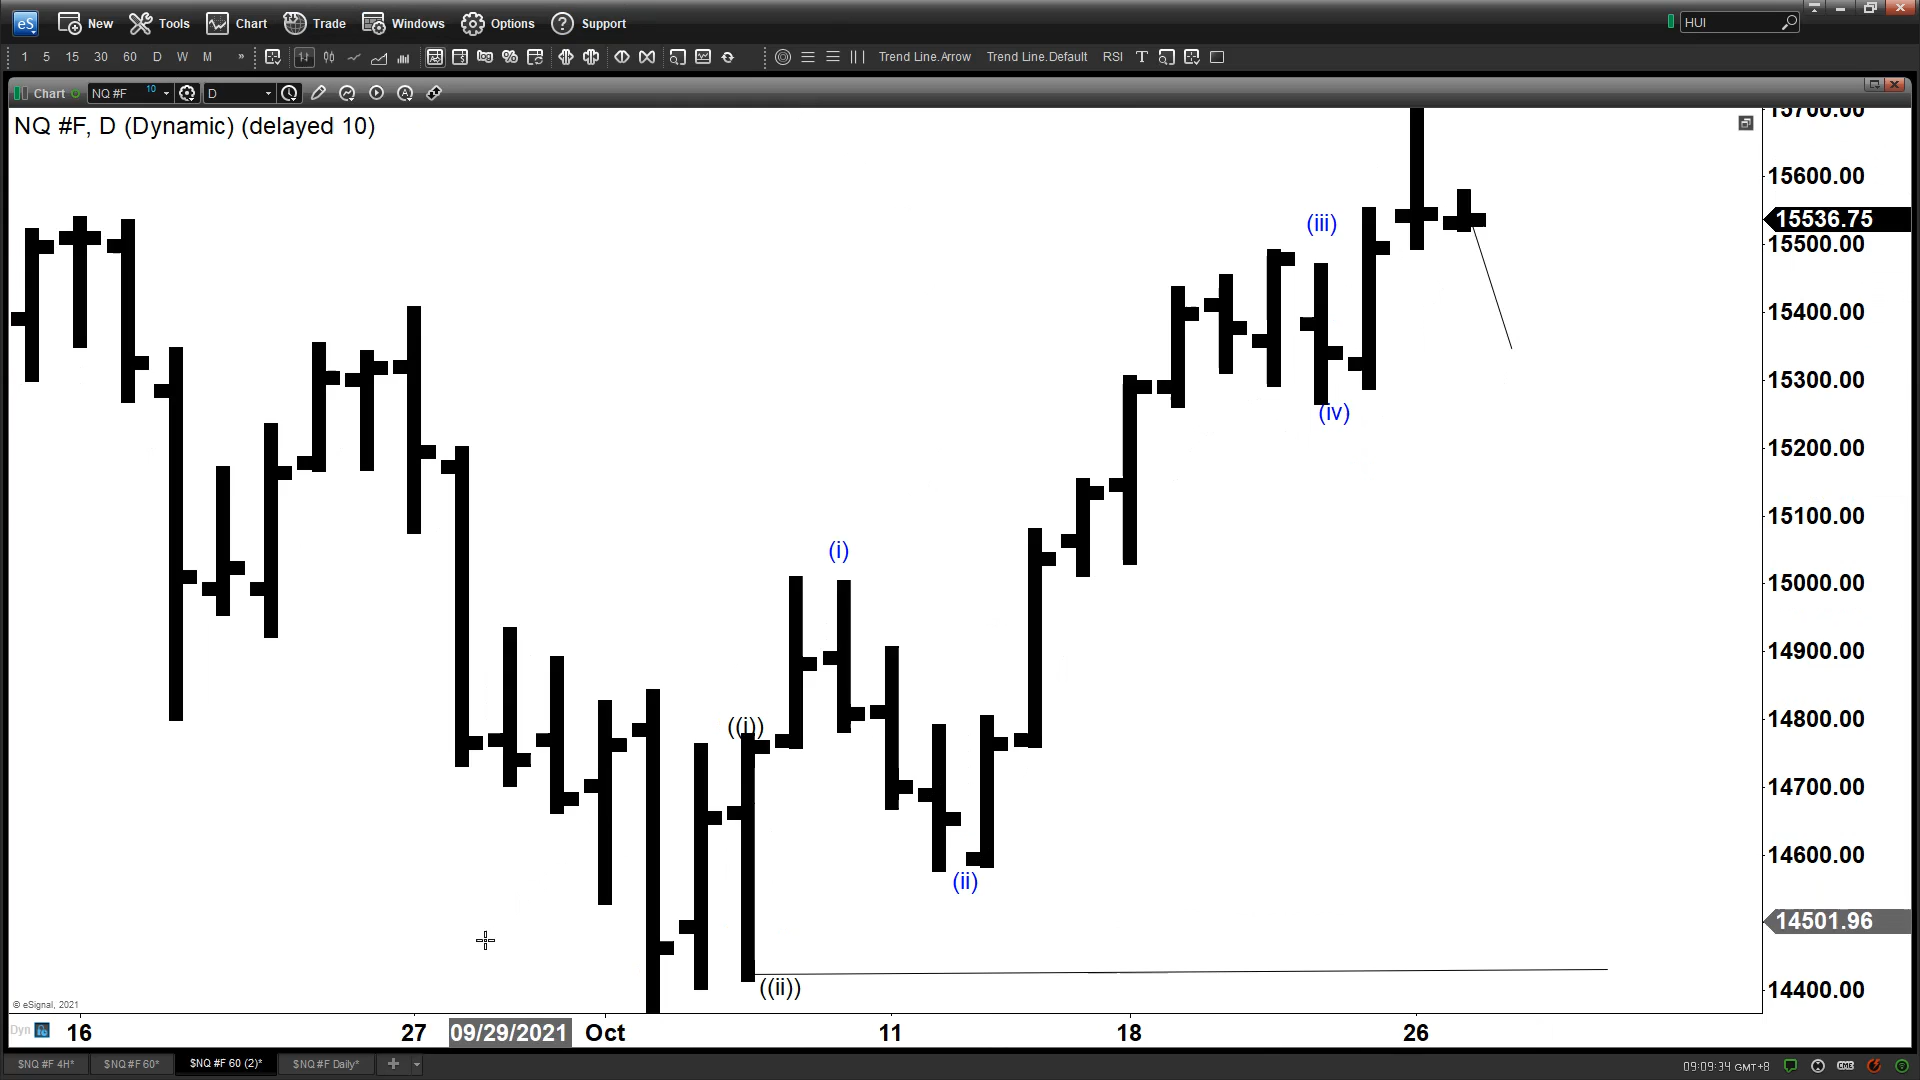 eS New Tools Chart Trade Windows Options Support HUI
1 5 15 30 60 D W M » Trend Line.Arrow Trend Line.Default RSI T
Chart NQ #F 10 D
NQ #F, D (Dynamic) (delayed 10)
15700.00
15600.00
15536.75
15500.00
15400.00
15300.00
15200.00
15100.00
15000.00
14900.00
14800.00
14700.00
14600.00
14501.96
14400.00
(iii)
(iv)
(i)
((i))
(ii)
((ii))
© eSignal, 2021
Dyn 16 27 09/29/2021 Oct 11 18 26
$NQ #F 4H* $NQ #F 60* $NQ #F 60 (2)* $NQ #F Daily* + 09:09:34 GMT+8 CME